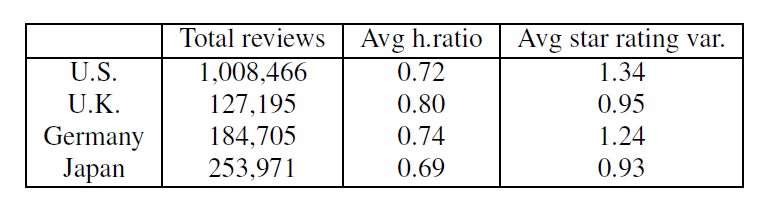 Total reviews Avg h.ratio Avg star rating var.
U.S. 1,008,466 0.72 1.34
U.K. 127,195 0.80 0.95
Germany 184,705 0.74 1.24
Japan 253,971 0.69 0.93